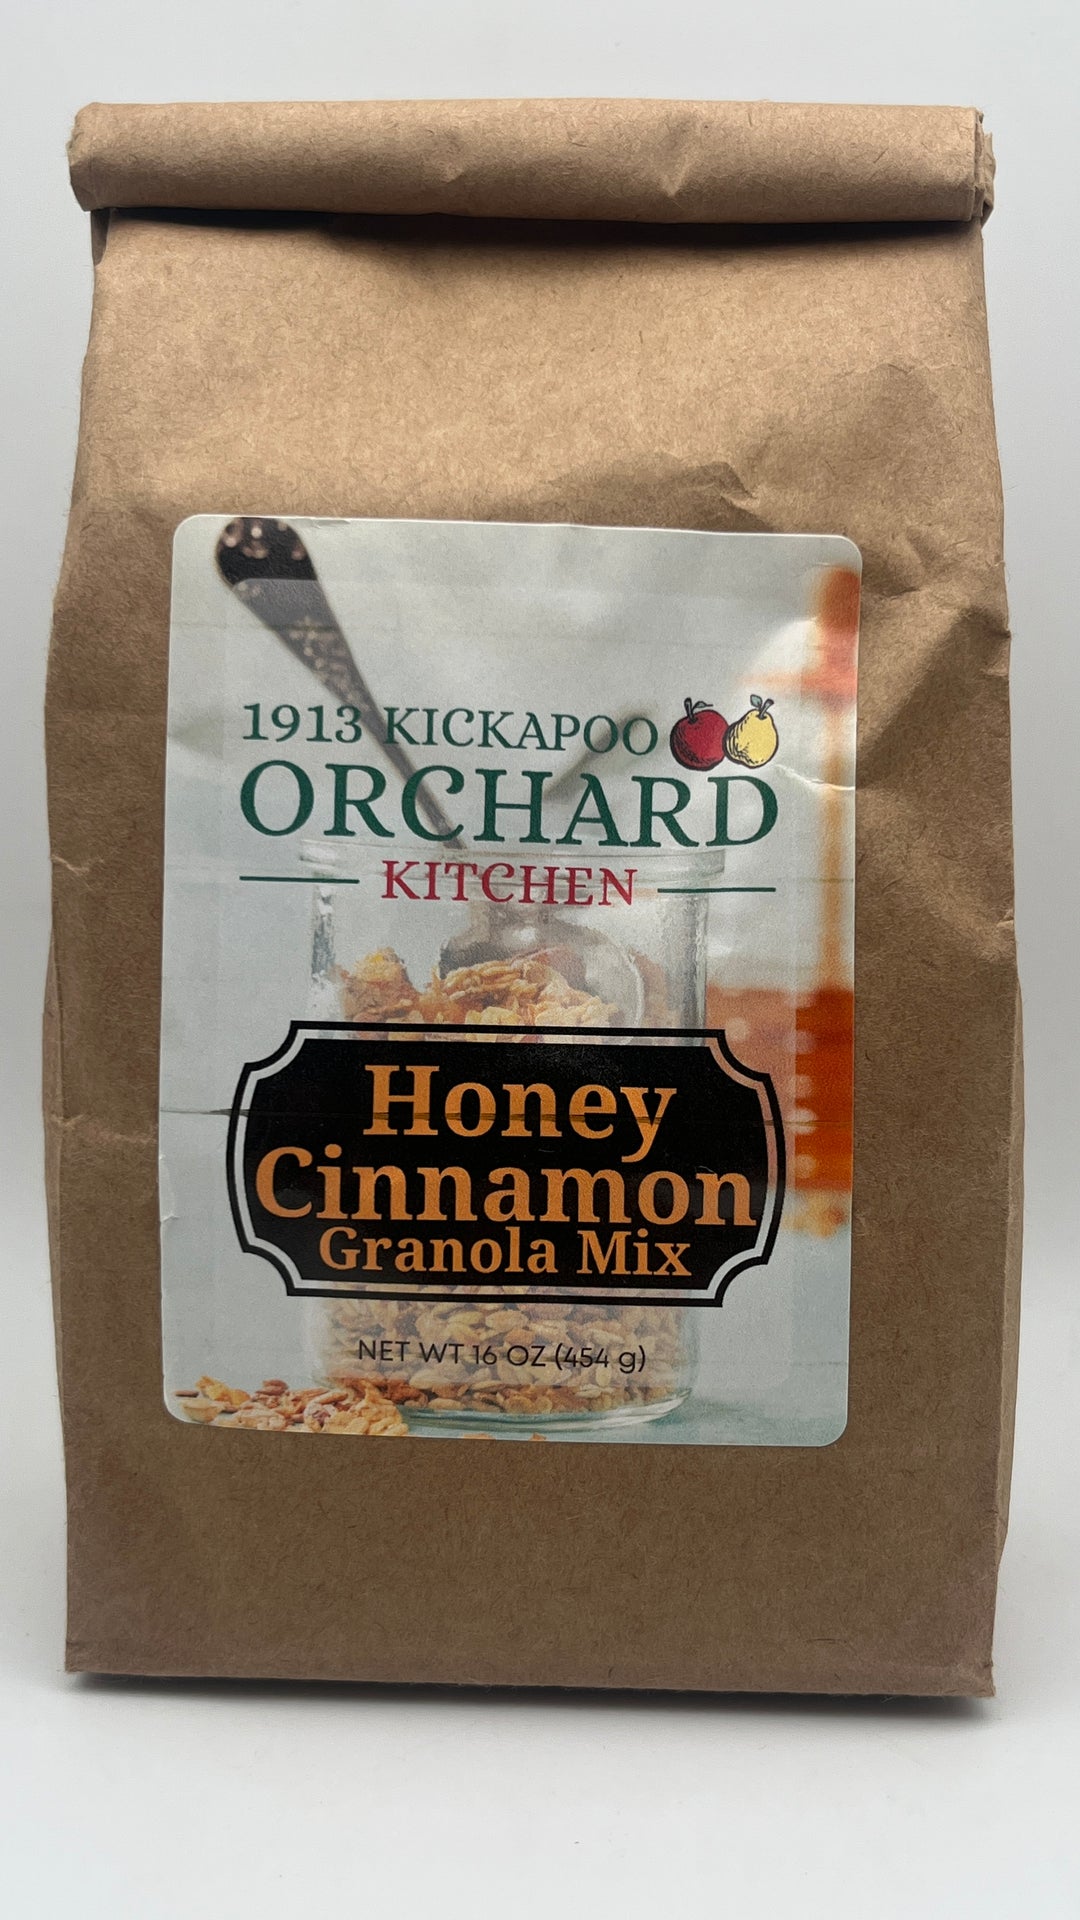 1913 KICKAPOO
ORCHARD
KITCHEN
Honey
Cinnamon
Granola Mix
NET WT 16 OZ (454 g)